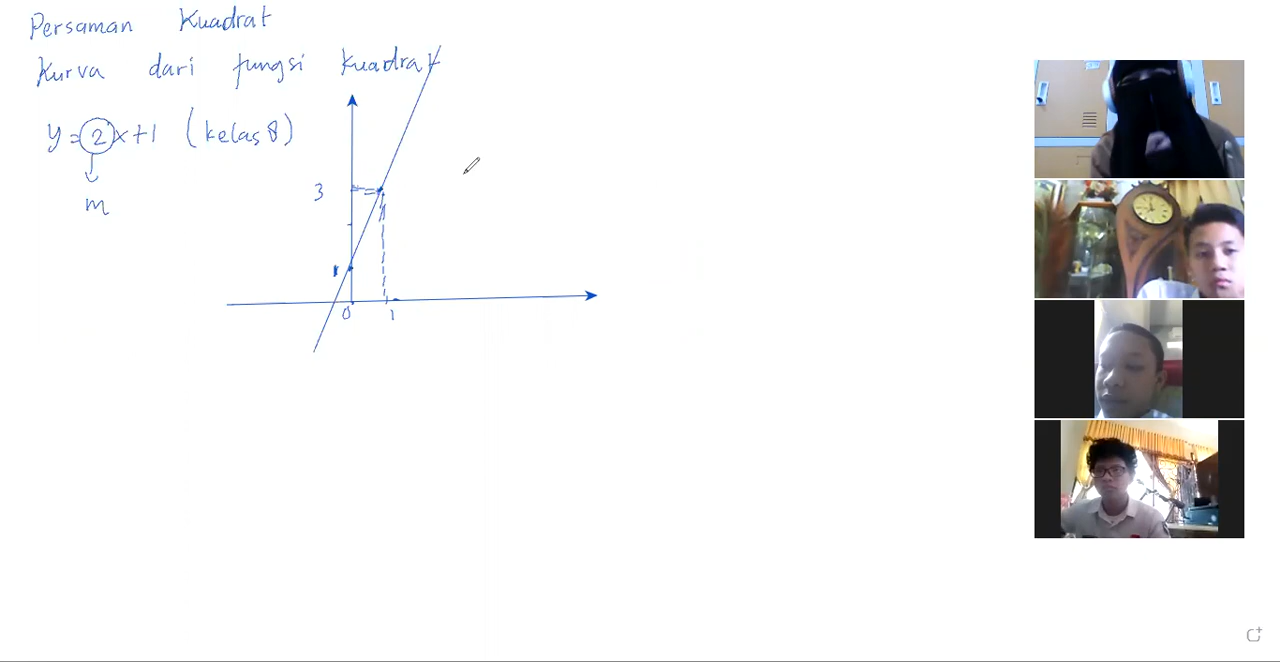 Persaman Kuadrat
Kurva dari fungsi kuadrat
y=2x+1 (kelas 8)
m
3
1
0 1